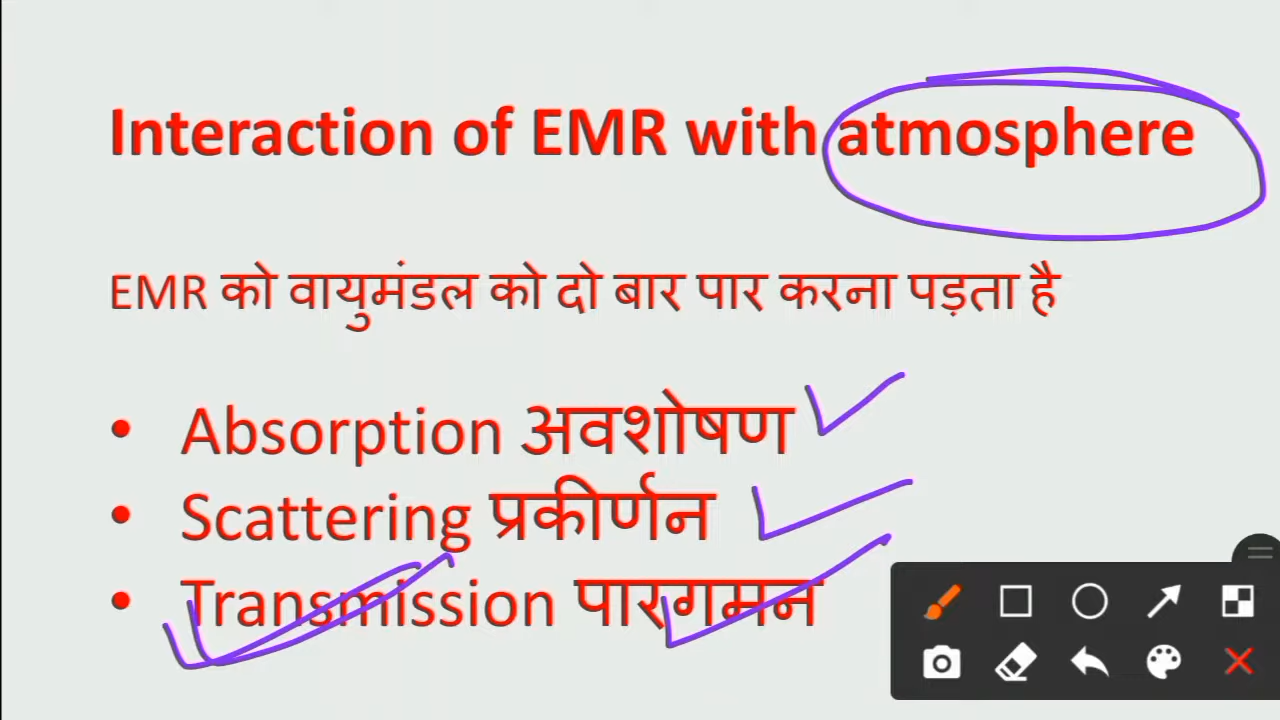 Interaction of EMR with atmosphere
EMR को वायुमंडल को दो बार पार करना पड़ता है
• Absorption अवशोषण
• Scattering प्रकीर्णन
• Transmission पारगमन